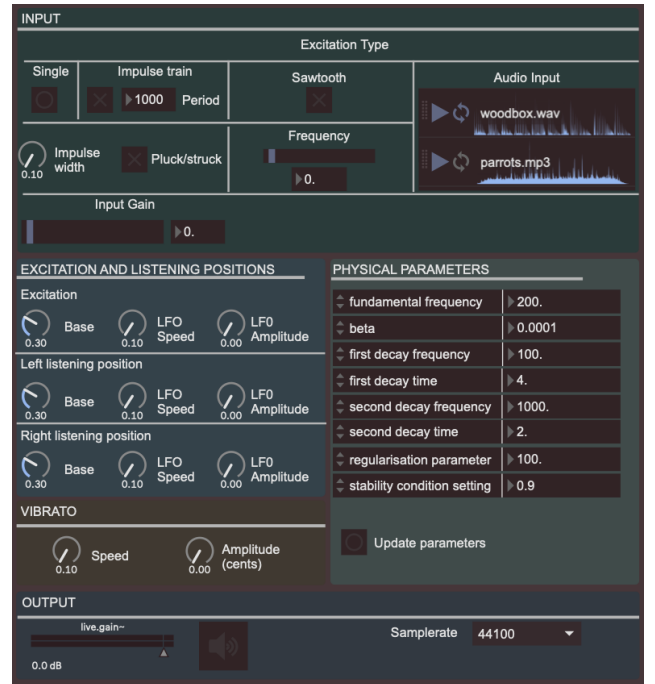 INPUT
Excitation Type
Single
Impulse train
Sawtooth
Audio Input
1000 Period
woodbox.wav
Impulse width
0.10
Pluck/struck
Frequency
0.
parrots.mp3
Input Gain
0.
EXCITATION AND LISTENING POSITIONS
Excitation
Base
0.30
LFO Speed
0.10
LF0 Amplitude
0.00
Left listening position
Base
0.30
LFO Speed
0.10
LF0 Amplitude
0.00
Right listening position
Base
0.30
LFO Speed
0.10
LF0 Amplitude
0.00
VIBRATO
Speed
0.10
Amplitude (cents)
0.00
PHYSICAL PARAMETERS
fundamental frequency 200.
beta 0.0001
first decay frequency 100.
first decay time 4.
second decay frequency 1000.
second decay time 2.
regularisation parameter 100.
stability condition setting 0.9
Update parameters
OUTPUT
live.gain~
0.0 dB
Samplerate 44100